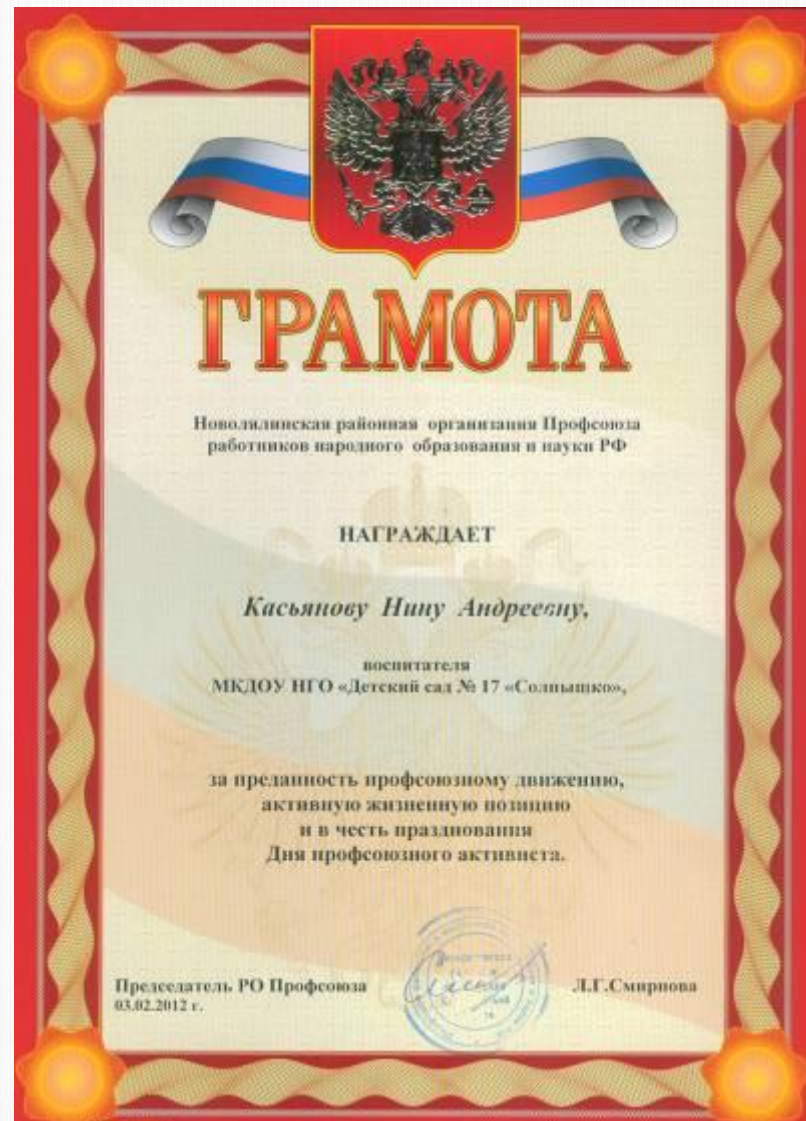 ГРАМОТА
Новолялинская районная организация Профсоюза
работников народного образования и науки РФ
НАГРАЖДАЕТ
Касьянову Нину Андреевну,
воспитателя
МКДОУ НГО «Детский сад № 17 «Солнышко»,
за преданность профсоюзному движению,
активную жизненную позицию
и в честь празднования
Дня профсоюзного активиста.
Председатель РО Профсоюза Л.Г.Смирнова
03.02.2012 г.